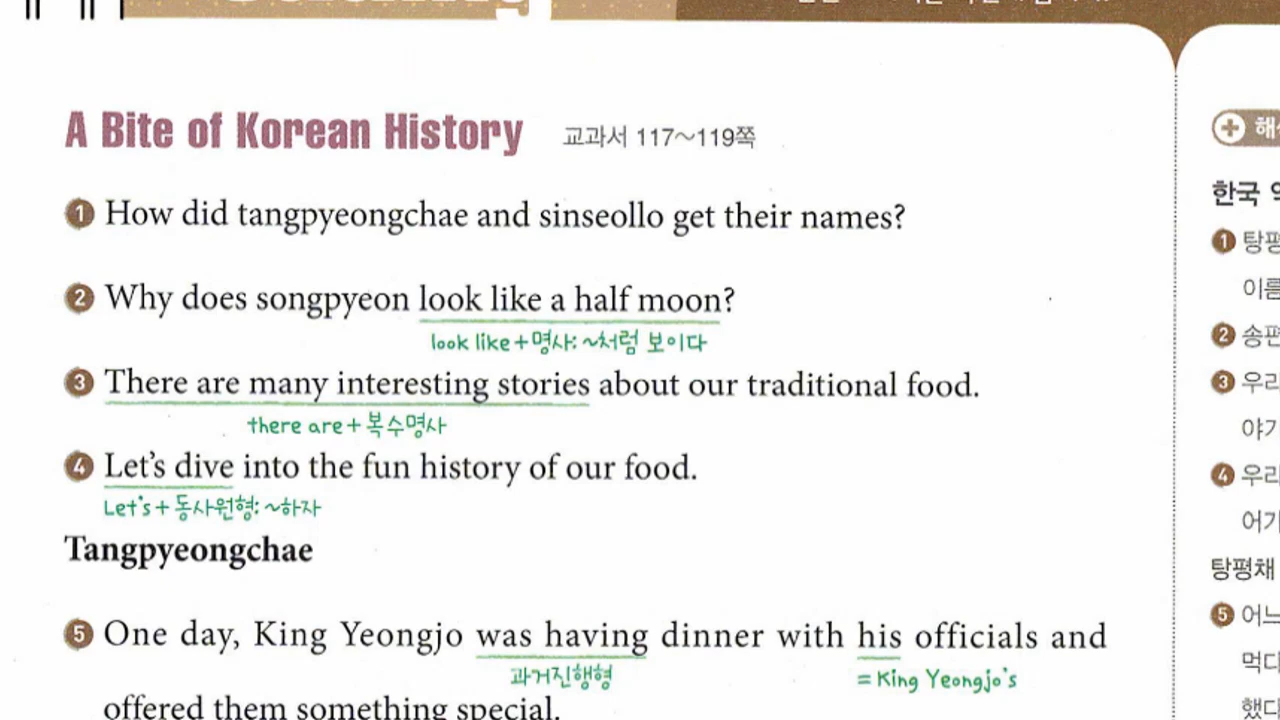 A Bite of Korean History 교과서 117~119쪽
1 How did tangpyeongchae and sinseollo get their names?
2 Why does songpyeon look like a half moon?
look like+명사: ~처럼 보이다
3 There are many interesting stories about our traditional food.
there are+복수명사
4 Let's dive into the fun history of our food.
Let's+동사원형: ~하자
Tangpyeongchae
5 One day, King Yeongjo was having dinner with his officials and
과거진행형 = King Yeongjo's
offered them something special.
한국
1 탕평
이름
2 송편
3 우리
야기
4 우리
어기
탕평채
5 어느
먹다
했다